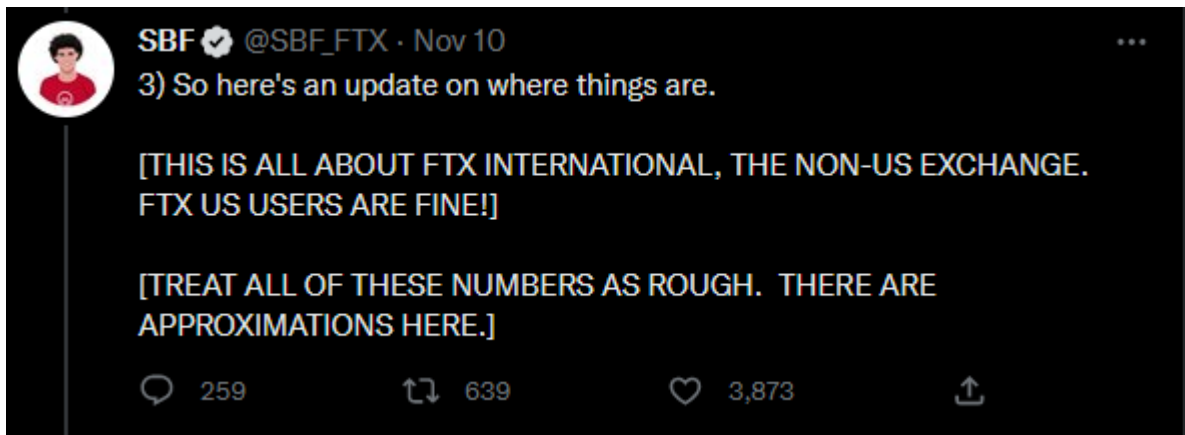 SBF @SBF_FTX · Nov 10
3) So here's an update on where things are.
[THIS IS ALL ABOUT FTX INTERNATIONAL, THE NON-US EXCHANGE.
FTX US USERS ARE FINE!]
[TREAT ALL OF THESE NUMBERS AS ROUGH.  THERE ARE
APPROXIMATIONS HERE.]
259 639 3,873